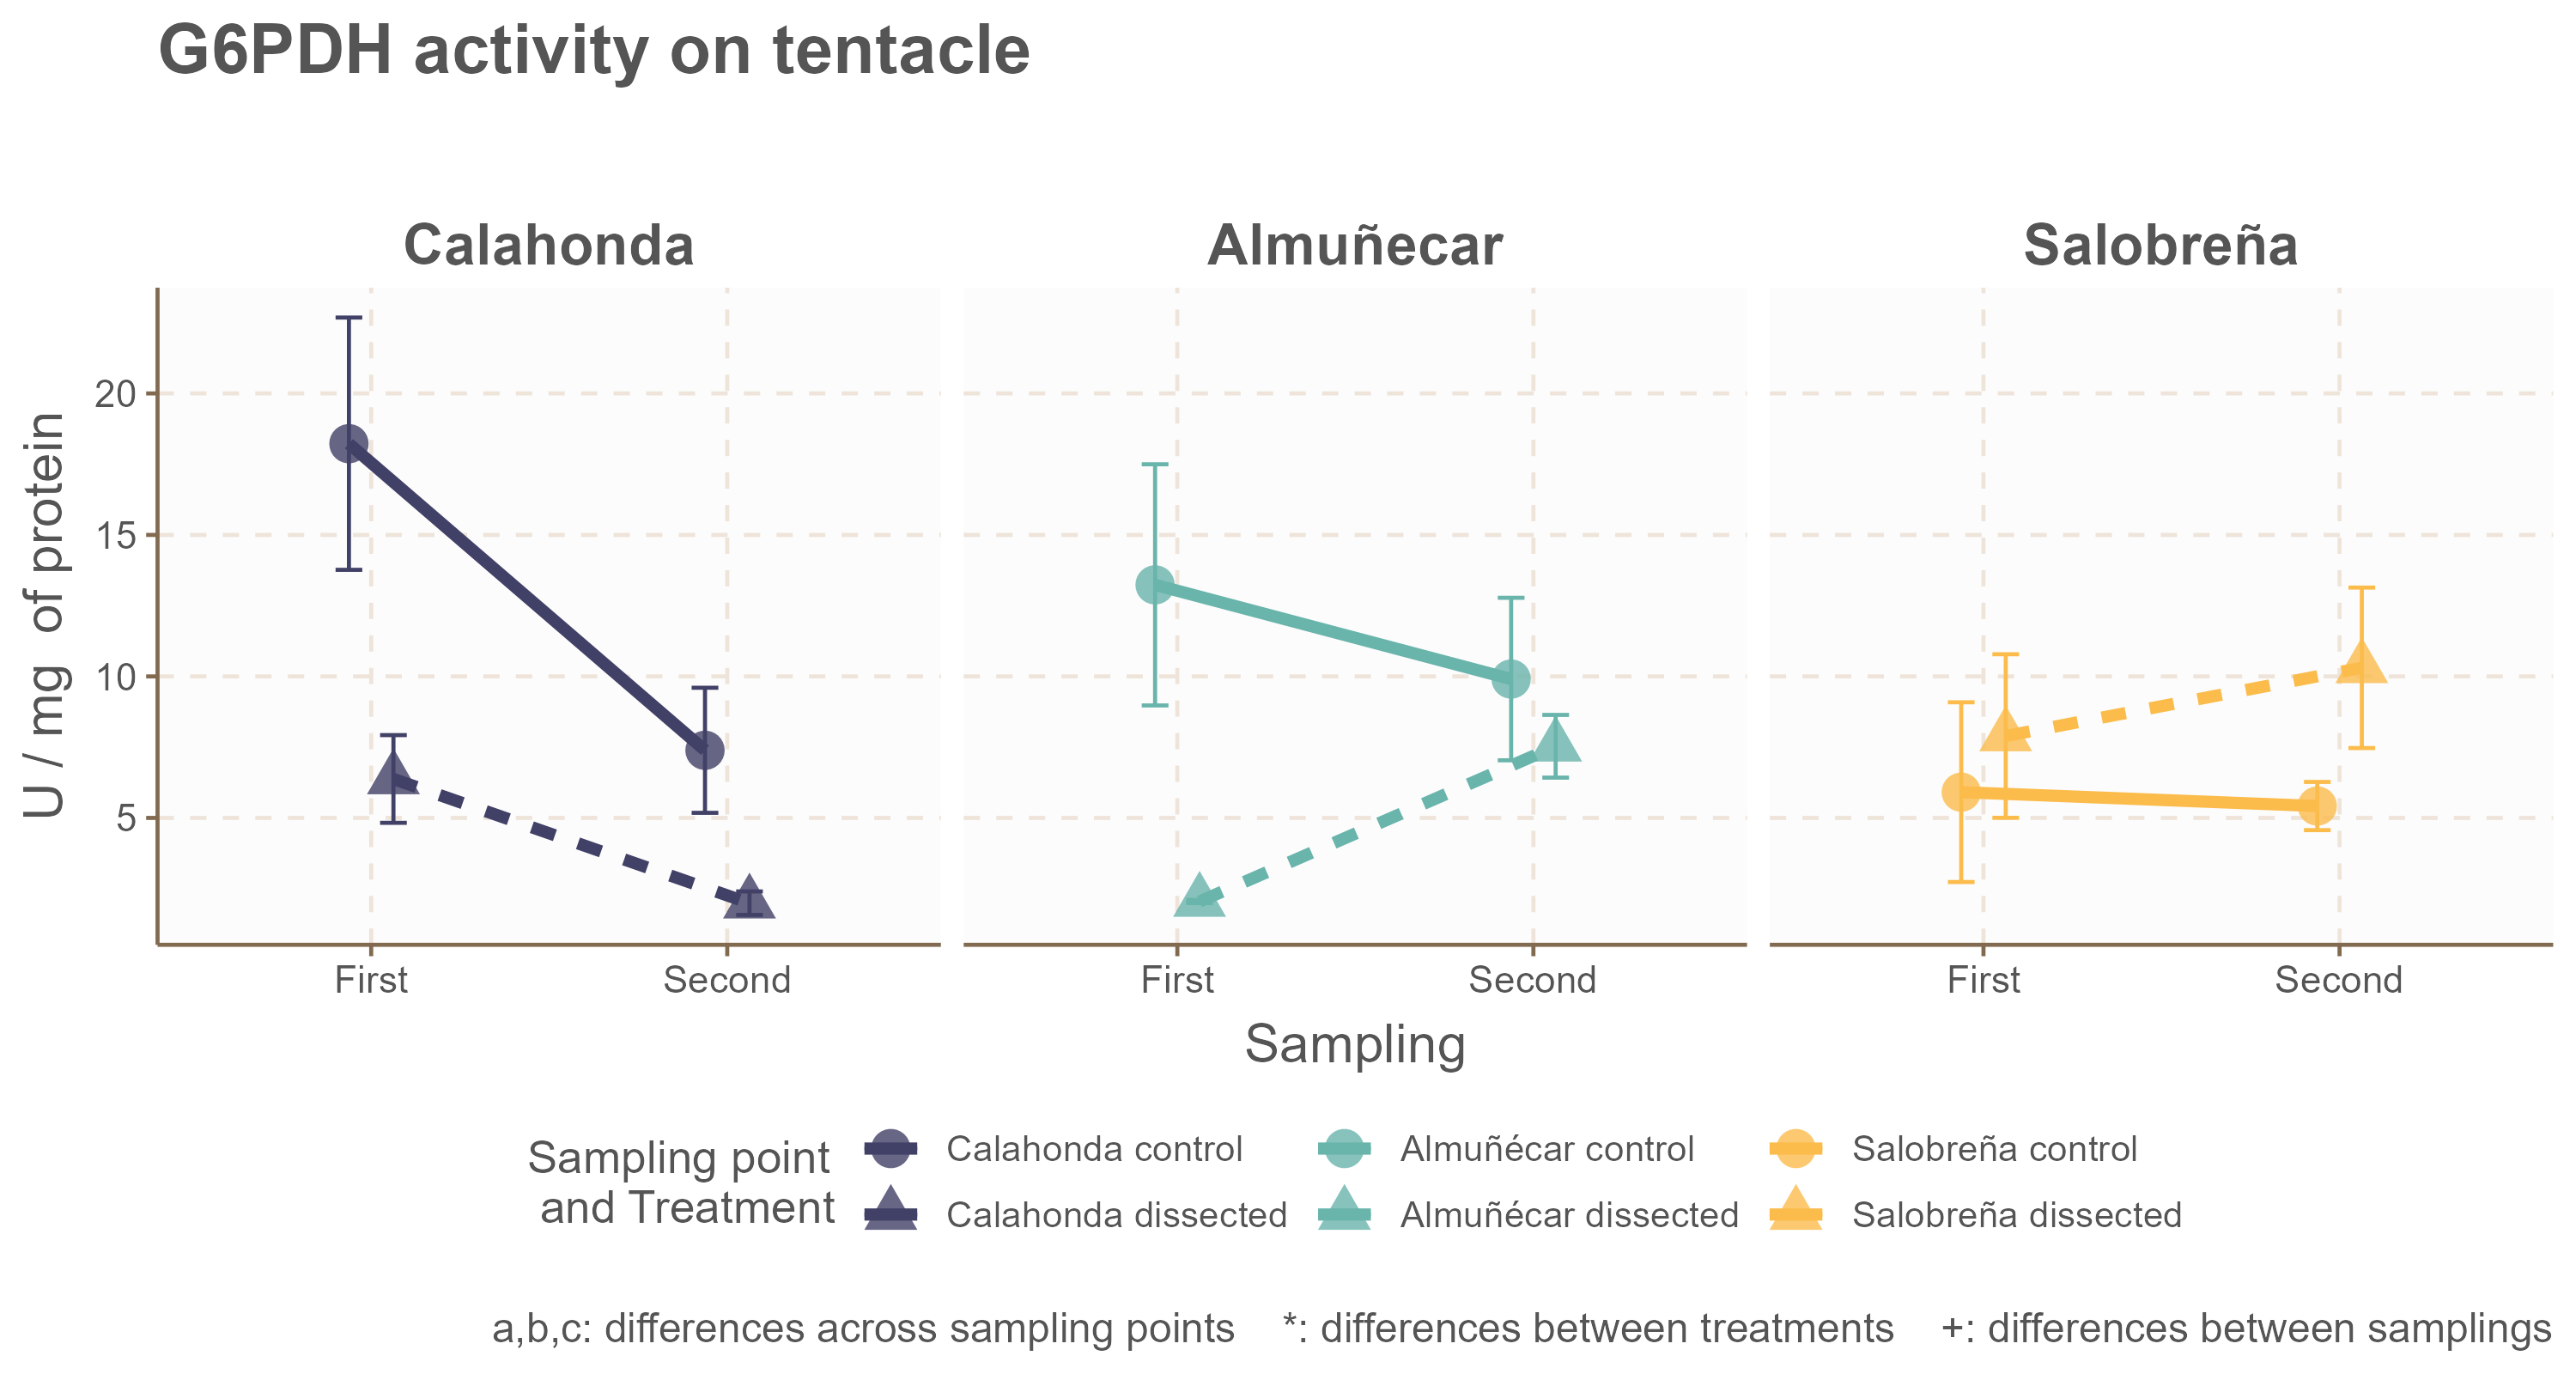 G6PDH activity on tentacle
Calahonda
Almuñecar
Salobreña
U / mg  of protein
20
15
10
5
First
Second
First
Second
First
Second
Sampling
Sampling point
and Treatment
Calahonda control
Almuñécar control
Salobreña control
Calahonda dissected
Almuñécar dissected
Salobreña dissected
a,b,c: differences across sampling points    *: differences between treatments    +: differences between samplings